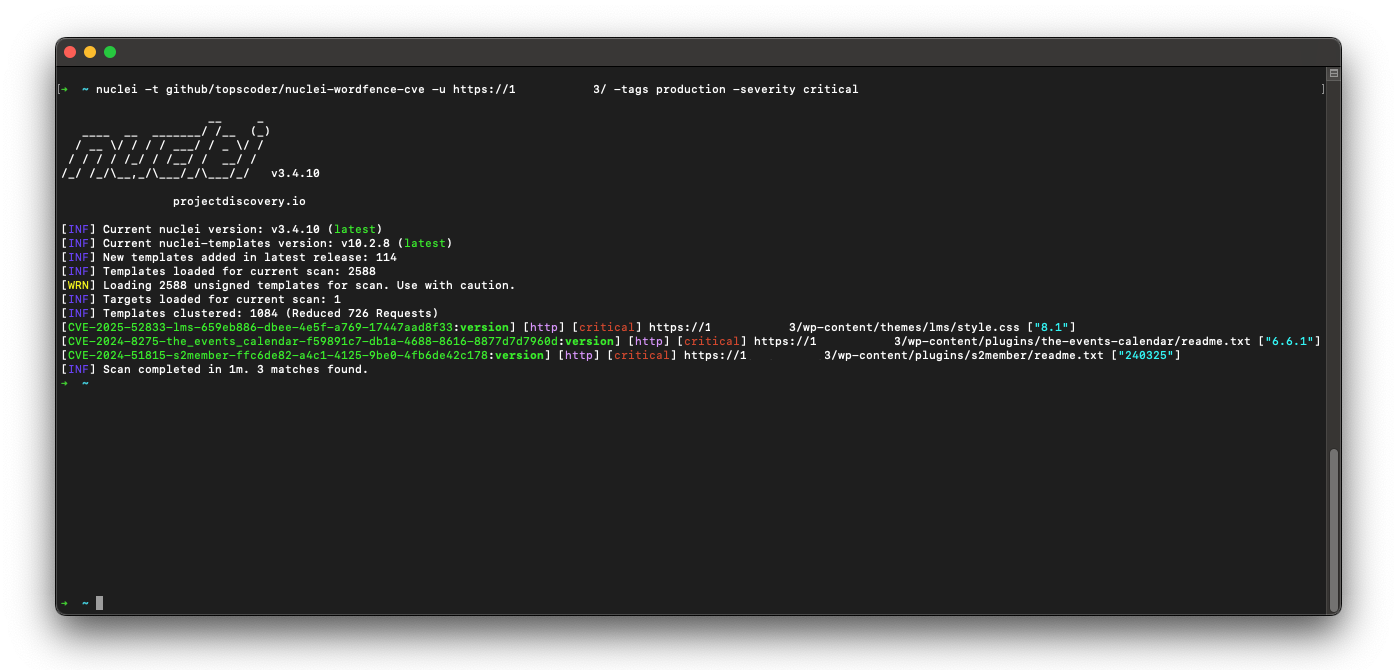 [➜  ~ nuclei -t github/topscoder/nuclei-wordfence-cve -u https://1           3/ -tags production -severity critical ]
                     __     _
   ____  __  _______/ /__  (_)
  / __ \/ / / / ___/ / _ \/ /
 / / / / /_/ / /__/ /  __/ /
/_/ /_/\__,_/\___/_/\___/_/   v3.4.10
projectdiscovery.io
[INF] Current nuclei version: v3.4.10 (latest)
[INF] Current nuclei-templates version: v10.2.8 (latest)
[INF] New templates added in latest release: 114
[INF] Templates loaded for current scan: 2588
[WRN] Loading 2588 unsigned templates for scan. Use with caution.
[INF] Targets loaded for current scan: 1
[INF] Templates clustered: 1084 (Reduced 726 Requests)
[CVE-2025-52833-lms-659eb886-dbee-4e5f-a769-17447aad8f33:version] [http] [critical] https://1           3/wp-content/themes/lms/style.css ["8.1"]
[CVE-2024-8275-the_events_calendar-f59891c7-db1a-4688-8616-8877d7d7960d:version] [http] [critical] https://1           3/wp-content/plugins/the-events-calendar/readme.txt ["6.6.1"]
[CVE-2024-51815-s2member-ffc6de82-a4c1-4125-9be0-4fb6de42c178:version] [http] [critical] https://1           3/wp-content/plugins/s2member/readme.txt ["240325"]
[INF] Scan completed in 1m. 3 matches found.
➜  ~
➜  ~